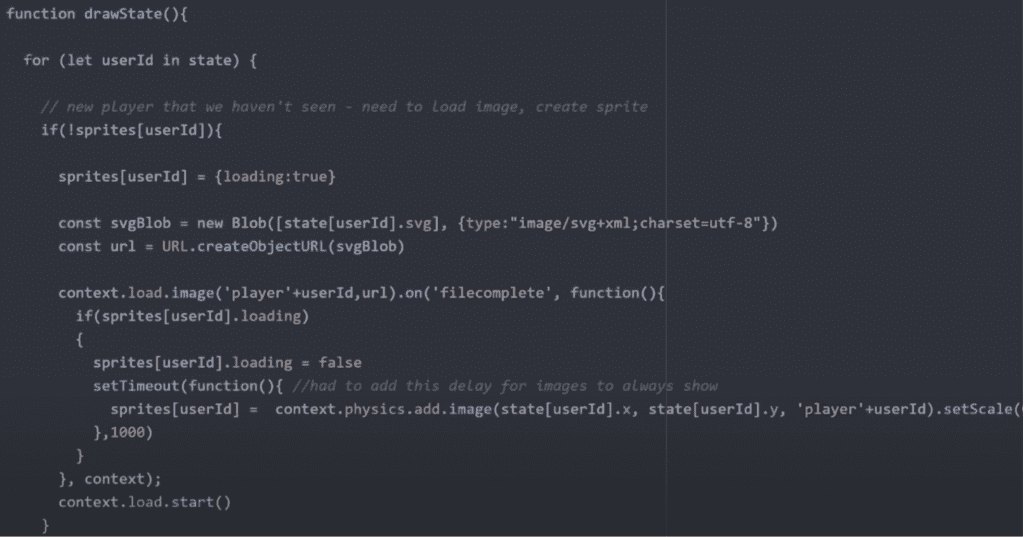 function drawState(){
for (let userId in state) {
// new player that we haven't seen - need to load image, create sprite
if(!sprites[userId]){
sprites[userId] = {loading:true}
const svgBlob = new Blob([state[userId].svg], {type:"image/svg+xml;charset=utf-8"})
const url = URL.createObjectURL(svgBlob)
context.load.image('player'+userId,url).on('filecomplete', function(){
if(sprites[userId].loading)
{
sprites[userId].loading = false
setTimeout(function(){ //had to add this delay for images to always show
sprites[userId] =  context.physics.add.image(state[userId].x, state[userId].y, 'player'+userId).setScale(
},1000)
}
}, context);
context.load.start()
}